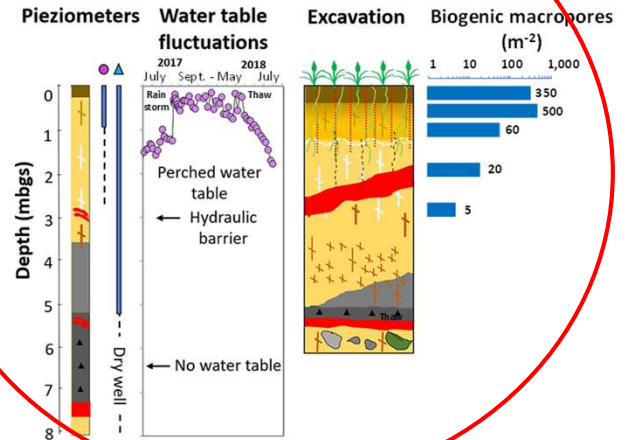 Piezometers
Water table
fluctuations
Excavation
Biogenic macropores
(m-2)
2017
2018
July Sept. - May July
1 10 100 1,000
Rain
storm
Thaw
350
500
60
20
5
Perched water
table
Hydraulic
barrier
No water table
Thaw
Dry well
Depth (mbgs)
0
1
2
3
4
5
6
7
8